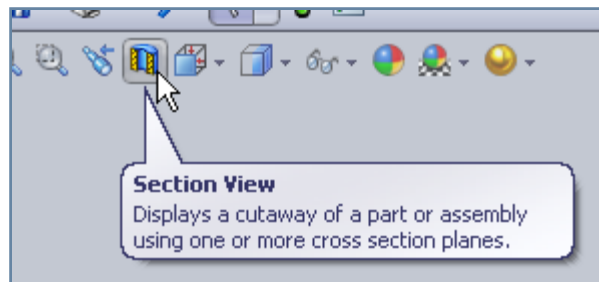 Section View
Displays a cutaway of a part or assembly
using one or more cross section planes.